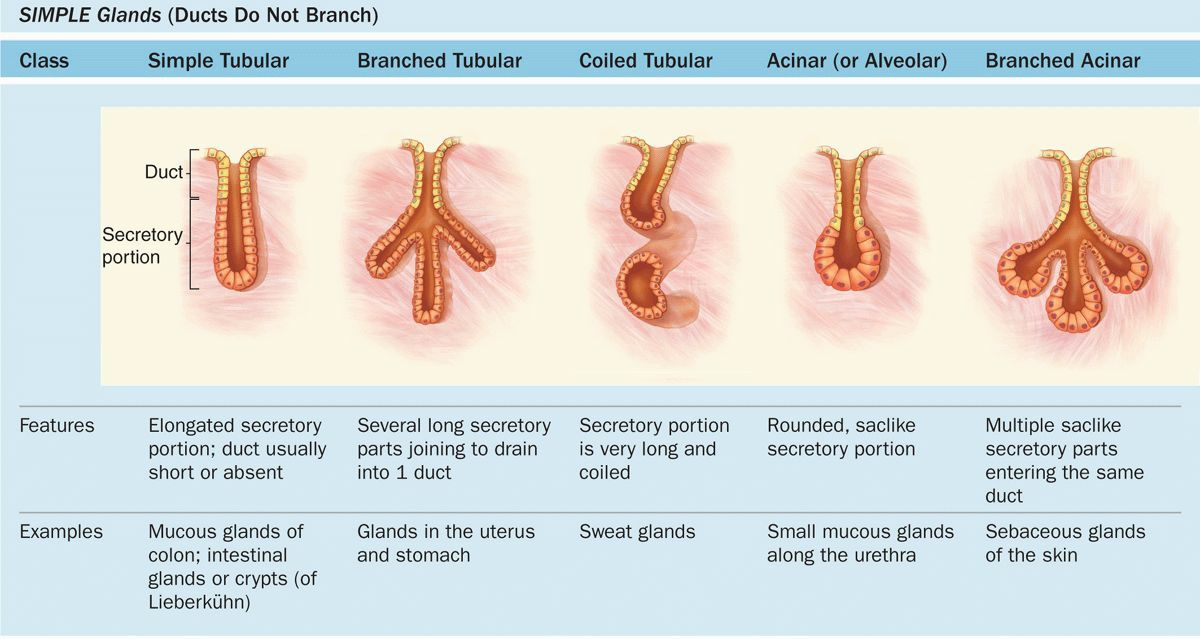 SIMPLE Glands (Ducts Do Not Branch)
Class
Simple Tubular
Branched Tubular
Coiled Tubular
Acinar (or Alveolar)
Branched Acinar
Duct
Secretory
portion
Features
Elongated secretory
portion; duct usually
short or absent
Several long secretory
parts joining to drain
into 1 duct
Secretory portion
is very long and
coiled
Rounded, saclike
secretory portion
Multiple saclike
secretory parts
entering the same
duct
Examples
Mucous glands of
colon; intestinal
glands or crypts (of
Lieberkühn)
Glands in the uterus
and stomach
Sweat glands
Small mucous glands
along the urethra
Sebaceous glands
of the skin